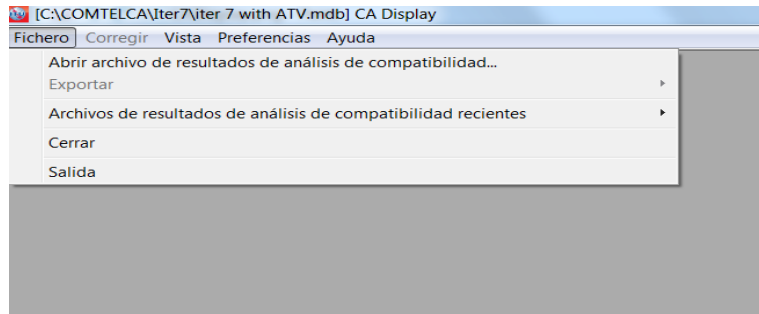 [C:\COMTELCA\Iter7\iter 7 with ATV.mdb] CA Display
Fichero Corregir Vista Preferencias Ayuda
Abrir archivo de resultados de análisis de compatibilidad...
Exportar
Archivos de resultados de análisis de compatibilidad recientes
Cerrar
Salida